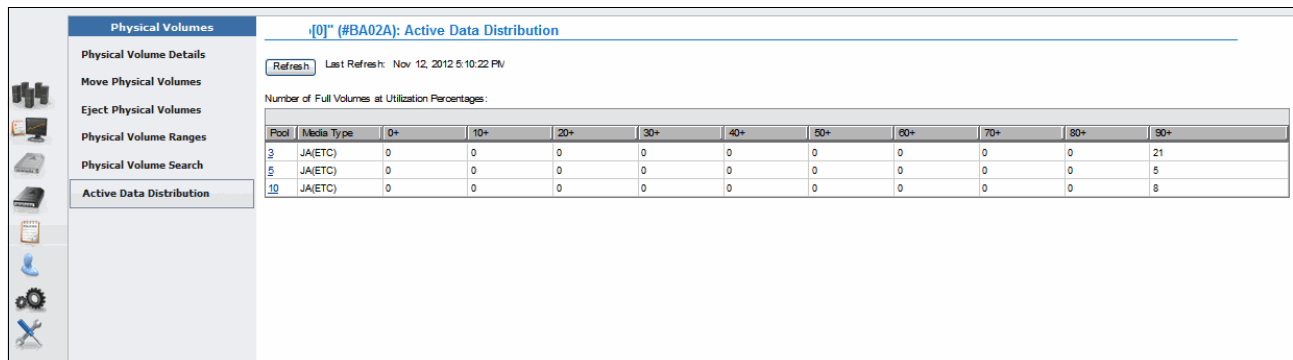 Physical Volumes
Physical Volume Details
Move Physical Volumes
Eject Physical Volumes
Physical Volume Ranges
Physical Volume Search
Active Data Distribution
[0]" (#BA02A): Active Data Distribution
Refresh Last Refresh: Nov 12, 2012 5:10:22 PM
Number of Full Volumes at Utilization Percentages:
Pool Media Type 0+ 10+ 20+ 30+ 40+ 50+ 60+ 70+ 80+ 90+
3 JA(ETC) 0 0 0 0 0 0 0 0 0 21
5 JA(ETC) 0 0 0 0 0 0 0 0 0 5
10 JA(ETC) 0 0 0 0 0 0 0 0 0 8